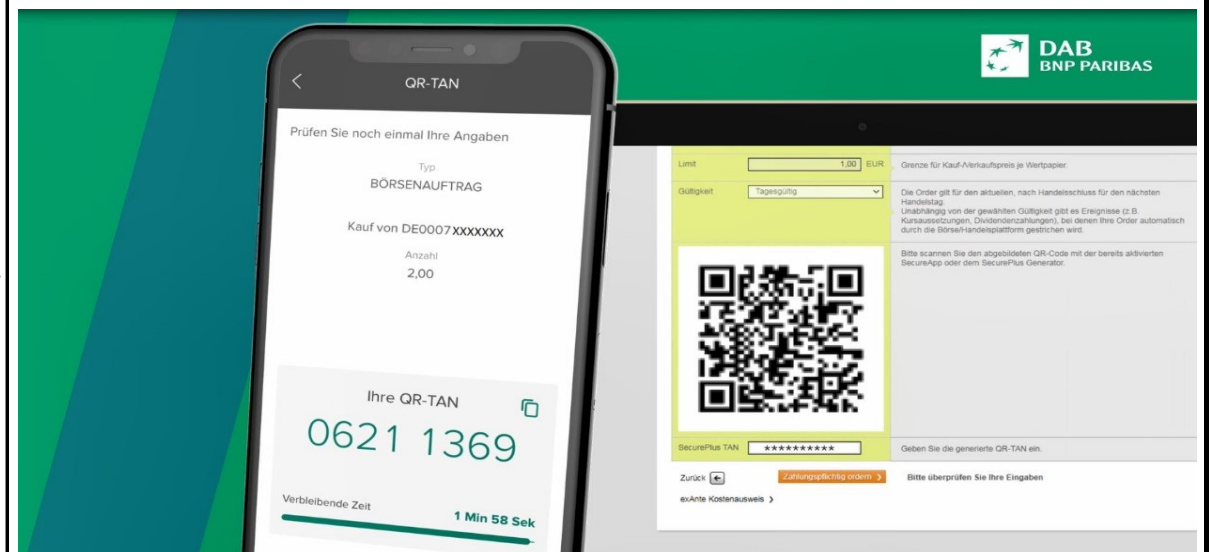 DAB
BNP PARIBAS
QR-TAN
Prüfen Sie noch einmal Ihre Angaben
Typ
BÖRSENAUFTRAG
Kauf von DE0007XXXXXXX
Anzahl
2,00
Ihre QR-TAN
0621 1369
Verbleibende Zeit
1 Min 58 Sek
Limit 1,00 EUR Grenze für Kauf-/Verkaufspreis je Wertpapier.
Gültigkeit Tagesgültig Die Order gilt für den aktuellen, nach Handelsschluss für den nächsten
Handelstag.
Unabhängig von der gewählten Gültigkeit gibt es Ereignisse (z.B.
Kursaussetzungen, Dividendenzahlungen), bei denen Ihre Order automatisch
durch die Börse/Handelsplattform gestrichen wird.
Bitte scannen Sie den abgebildeten QR-Code mit der bereits aktivierten
SecureApp oder dem SecurePlus Generator.
SecurePlus TAN ********** Geben Sie die generierte QR-TAN ein.
Zurück Zahlungspflichtig ordern Bitte überprüfen Sie Ihre Eingaben
exAnte Kostenausweis